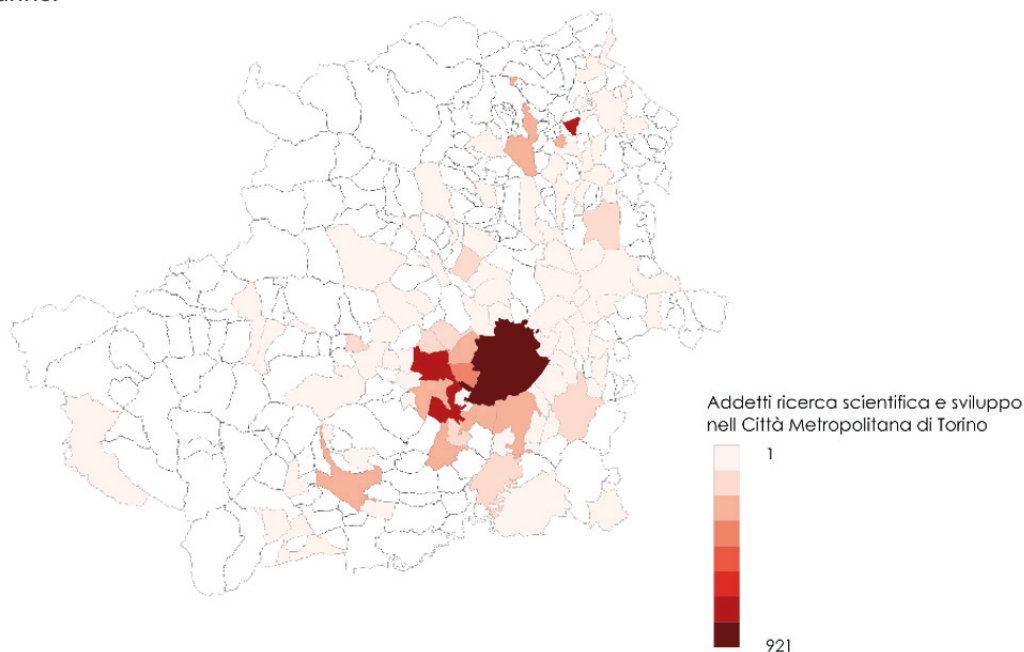 Addetti ricerca scientifica e sviluppo
nell Città Metropolitana di Torino
1
921